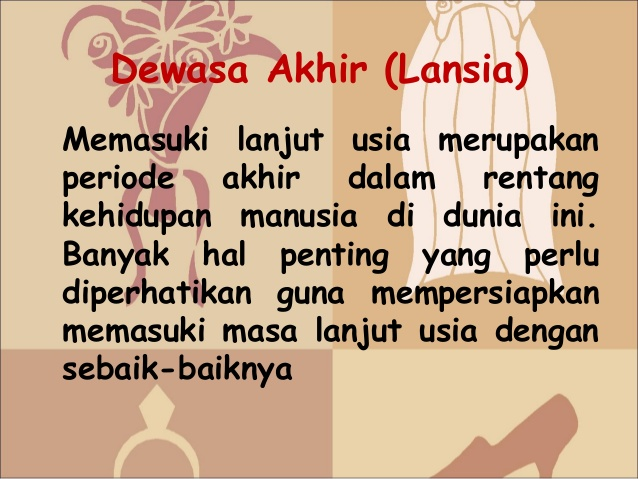 Dewasa Akhir (Lansia)
Memasuki lanjut usia merupakan
periode akhir dalam rentang
kehidupan manusia di dunia ini.
Banyak hal penting yang perlu
diperhatikan guna mempersiapkan
memasuki masa lanjut usia dengan
sebaik-baiknya